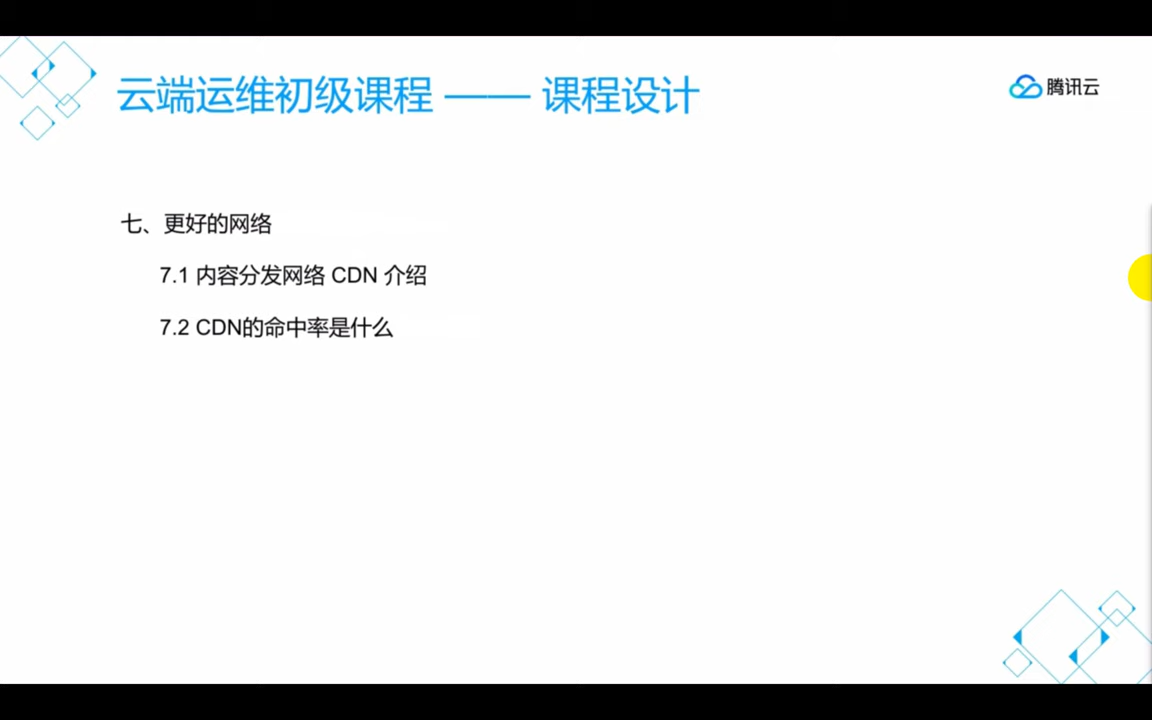 云端运维初级课程 —— 课程设计
腾讯云
七、更好的网络
7.1 内容分发网络 CDN 介绍
7.2 CDN的命中率是什么